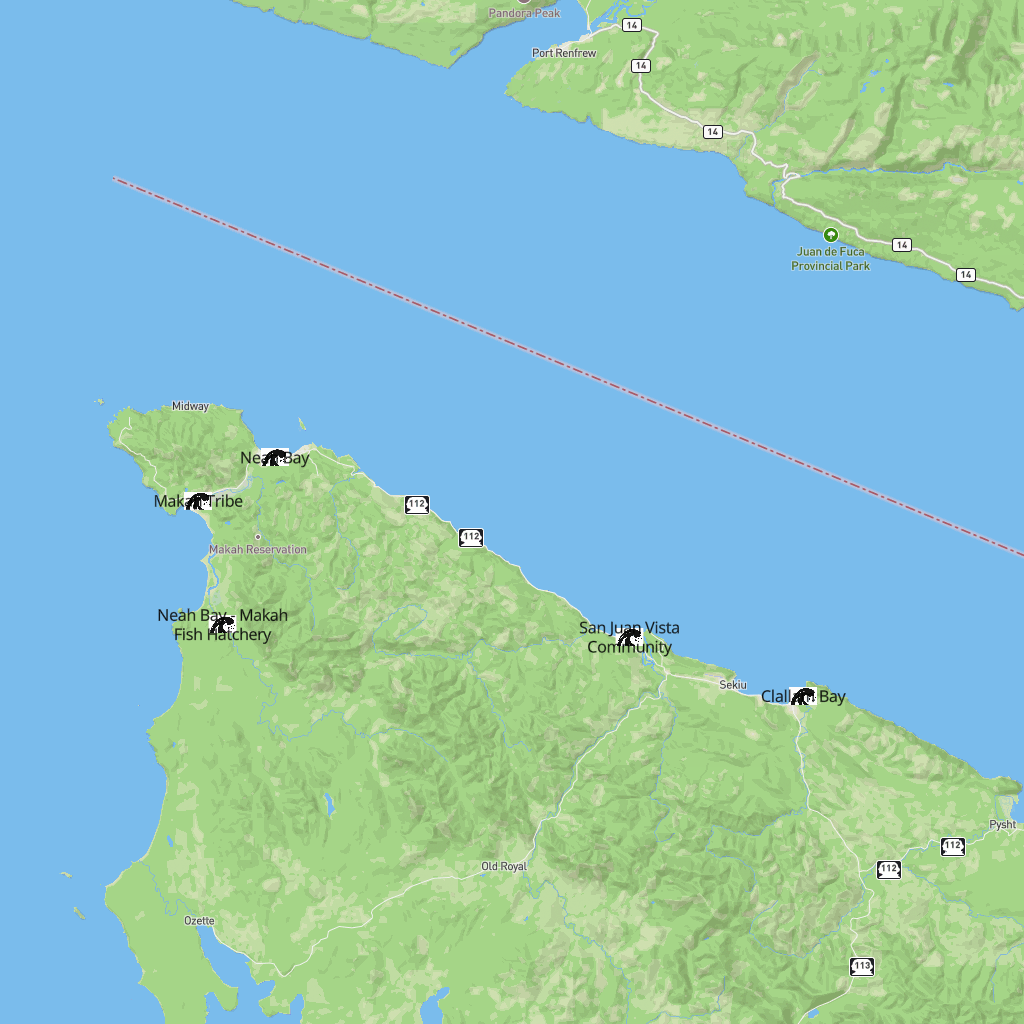 Pandora Peak
14
Port Renfrew
14
14
Juan de Fuca
Provincial Park
14
14
Midway
Neah Bay
Makah Tribe
112
112
Makah Reservation
Neah Bay - Makah
Fish Hatchery
San Juan Vista
Community
Sekiu
Clallam Bay
Pysht
112
112
Old Royal
Ozette
113